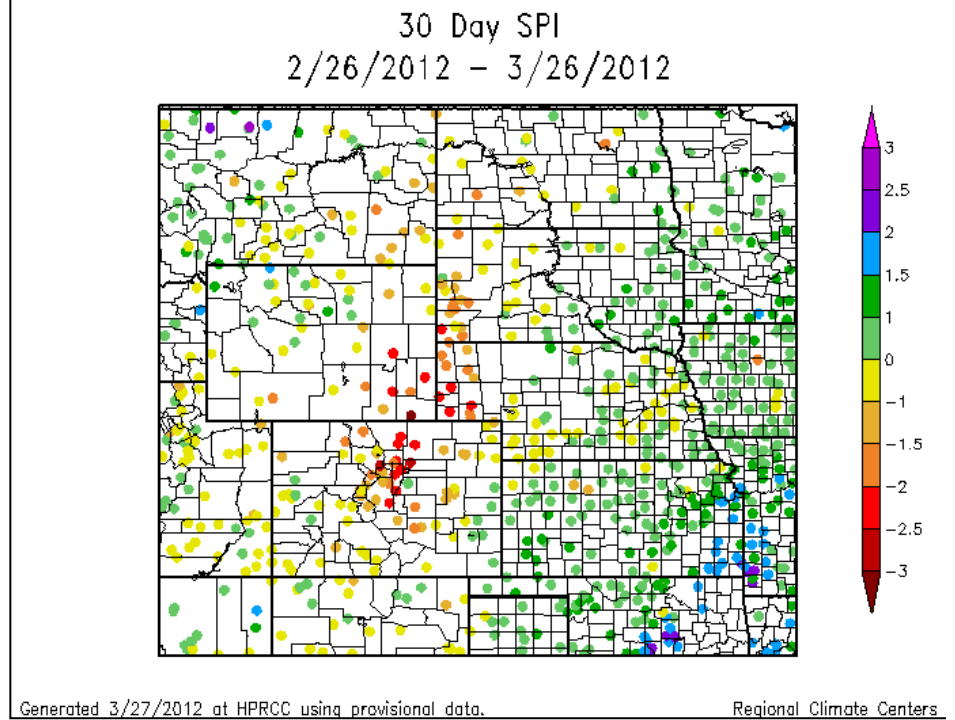 30 Day SPI
2/26/2012 – 3/26/2012
3
2.5
2
1.5
1
0
−1
−1.5
−2
−2.5
−3
Generated 3/27/2012 at HPRCC using provisional data.
Regional Climate Centers